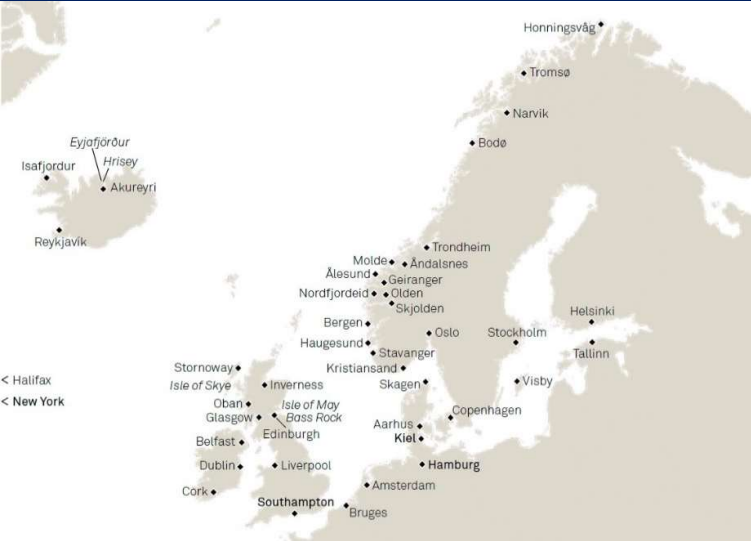 Honningsvåg
Tromsø
Narvik
Bodø
Eyjafjörður
Hrisey
Isafjordur
Akureyri
Reykjavík
Trondheim
Molde
Åndalsnes
Ålesund
Geiranger
Nordfjordeid
Olden
Skjolden
Helsinki
Bergen
Oslo
Stockholm
Haugesund
Stavanger
Tallinn
Stornoway
Kristiansand
< Halifax
Isle of Skye
Inverness
Skagen
Visby
< New York
Oban
Isle of May
Glasgow
Bass Rock
Copenhagen
Edinburgh
Aarhus
Belfast
Kiel
Dublin
Liverpool
Hamburg
Cork
Amsterdam
Southampton
Bruges